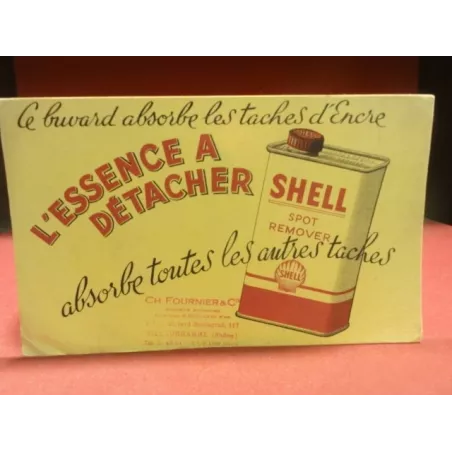 Ce buvard absorbe les taches d'Encre
L'ESSENCE A
DÉTACHER
SHELL
SPOT
REMOVER
SHELL
absorbe toutes les autres taches
CH. FOURNIER & Cie